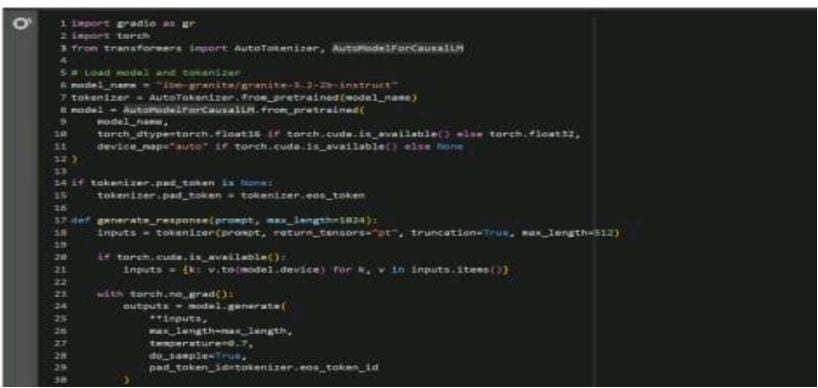 1 import gradio as gr
2 import torch
3 from transformers import AutoTokenizer, AutoModelForCausalLM
4
5 # Load model and tokenizer
6 model_name = "ibm-granite/granite-3.2-2b-instruct"
7 tokenizer = AutoTokenizer.from_pretrained(model_name)
8 model = AutoModelForCausalLM.from_pretrained(
9     model_name,
10     torch_dtype=torch.float16 if torch.cuda.is_available() else torch.float32,
11     device_map="auto" if torch.cuda.is_available() else None
12 )
13
14 if tokenizer.pad_token is None:
15     tokenizer.pad_token = tokenizer.eos_token
16
17 def generate_response(prompt, max_length=1024):
18     inputs = tokenizer(prompt, return_tensors="pt", truncation=True, max_length=512)
19
20     if torch.cuda.is_available():
21         inputs = {k: v.to(model.device) for k, v in inputs.items()}
22
23     with torch.no_grad():
24         outputs = model.generate(
25             **inputs,
26             max_length=max_length,
27             temperature=0.7,
28             do_sample=True,
29             pad_token_id=tokenizer.eos_token_id
30         )